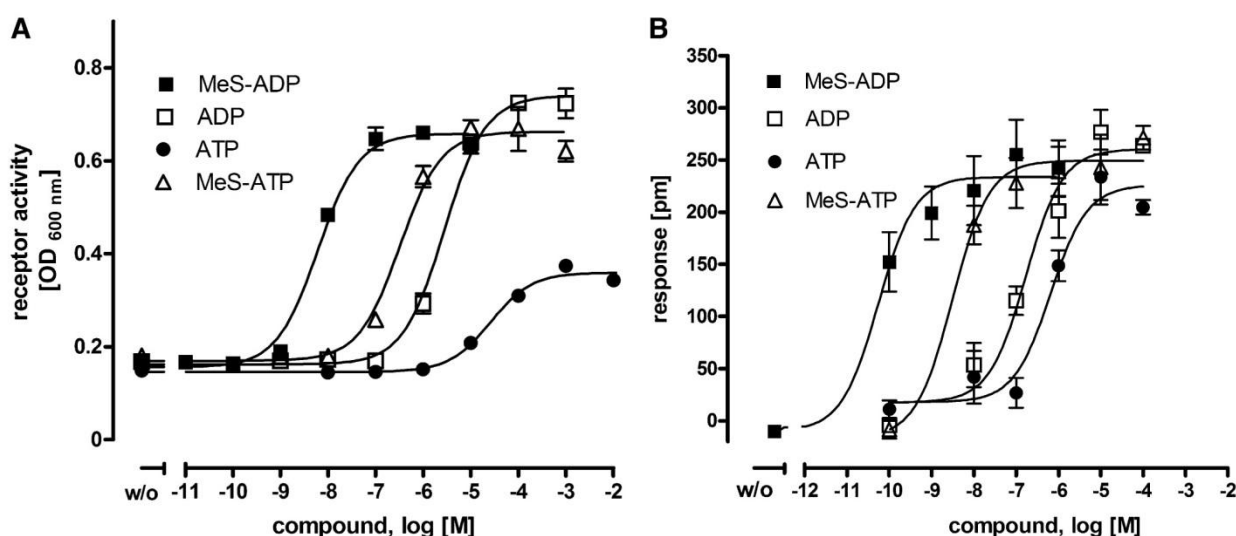 A
receptor activity
[OD 600 nm]
0.8
0.6
0.4
0.2
0
MeS-ADP
ADP
ATP
MeS-ATP
w/o -11 -10 -9 -8 -7 -6 -5 -4 -3 -2
compound, log [M]
B
response [pm]
350
300
250
200
150
100
50
0
MeS-ADP
ADP
ATP
MeS-ATP
w/o -12 -11 -10 -9 -8 -7 -6 -5 -4 -3 -2
compound, log [M]